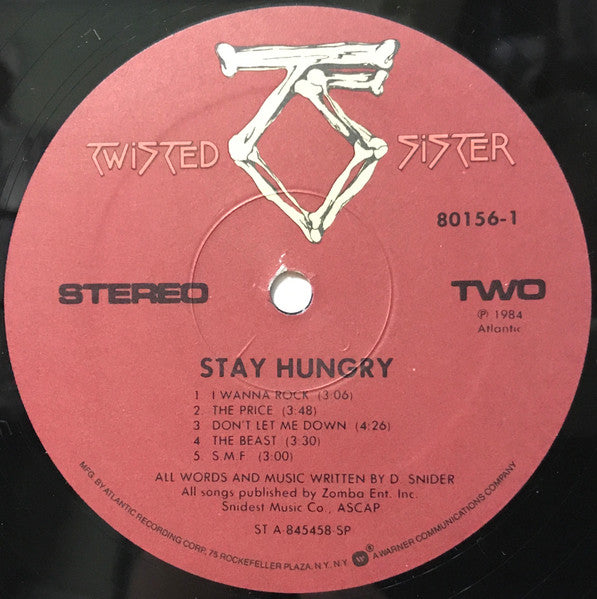 TWISTED SISTER
80156-1
STEREO
TWO
℗ 1984
Atlantic
STAY HUNGRY
1 I WANNA ROCK (3:06)
2. THE PRICE (3:48)
3 DON'T LET ME DOWN (4:26)
4 THE BEAST (3:30)
5. S.M.F. (3:00)
ALL WORDS AND MUSIC WRITTEN BY D. SNIDER
All songs published by Zomba Ent. Inc.
Snidest Music Co., ASCAP
ST A-845458-SP
MFG. BY ATLANTIC RECORDING CORP., 75 ROCKEFELLER PLAZA, N.Y., N.Y. ® A WARNER COMMUNICATIONS COMPANY